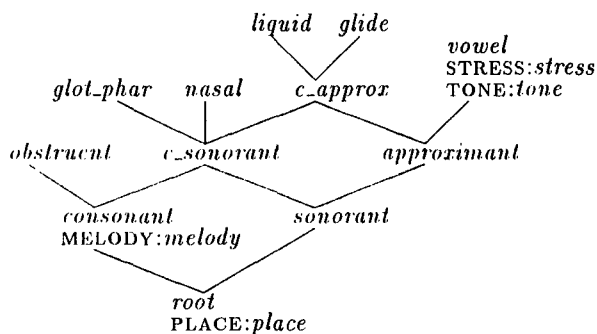 liquid glide
vowel
STRESS:stress
glot_phar nasal c_approx TONE:tone
obstruent c_sonorant approximant
consonant sonorant
MELODY:melody
root
PLACE:place